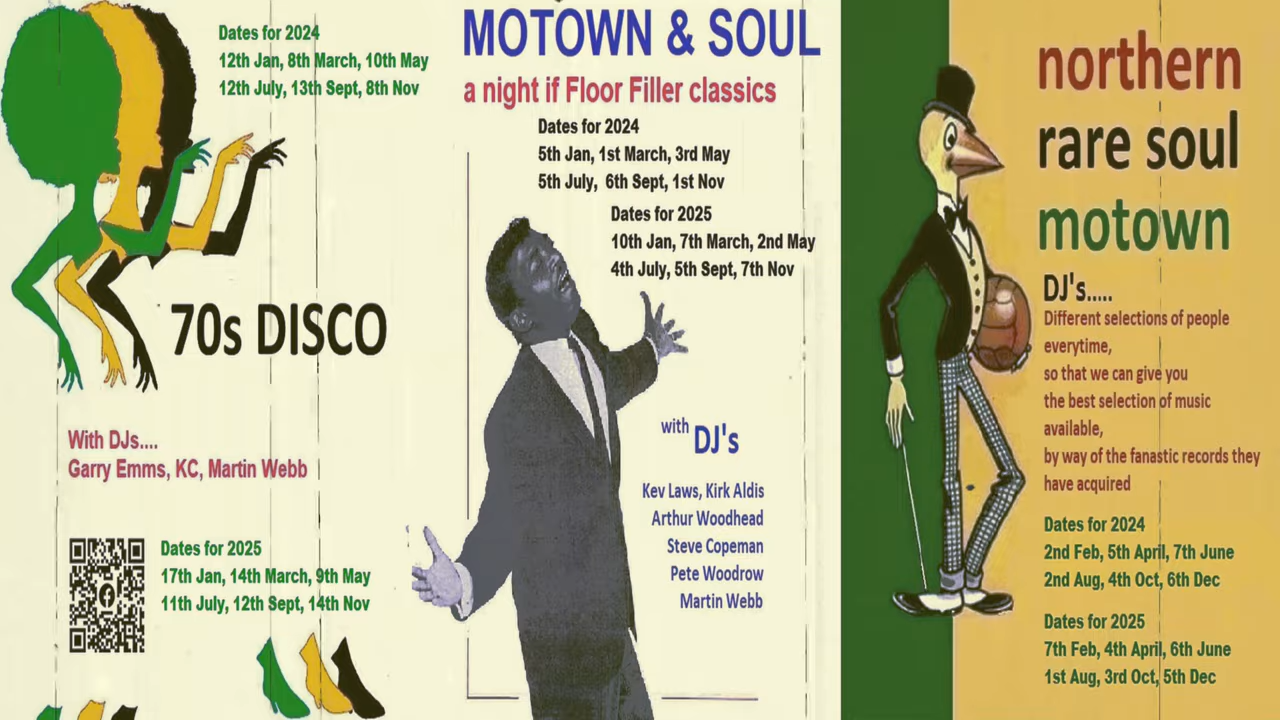 Dates for 2024
12th Jan, 8th March, 10th May
12th July, 13th Sept, 8th Nov
70s DISCO
With DJs....
Garry Emms, KC, Martin Webb
Dates for 2025
17th Jan, 14th March, 9th May
11th July, 12th Sept, 14th Nov
MOTOWN & SOUL
a night if Floor Filler classics
Dates for 2024
5th Jan, 1st March, 3rd May
5th July, 6th Sept, 1st Nov
Dates for 2025
10th Jan, 7th March, 2nd May
4th July, 5th Sept, 7th Nov
with DJ's
Kev Laws, Kirk Aldis
Arthur Woodhead
Steve Copeman
Pete Woodrow
Martin Webb
northern
rare soul
motown
DJ's.....
Different selections of people
everytime,
so that we can give you
the best selection of music
available,
by way of the fanastic records they
have acquired
Dates for 2024
2nd Feb, 5th April, 7th June
2nd Aug, 4th Oct, 6th Dec
Dates for 2025
7th Feb, 4th April, 6th June
1st Aug, 3rd Oct, 5th Dec